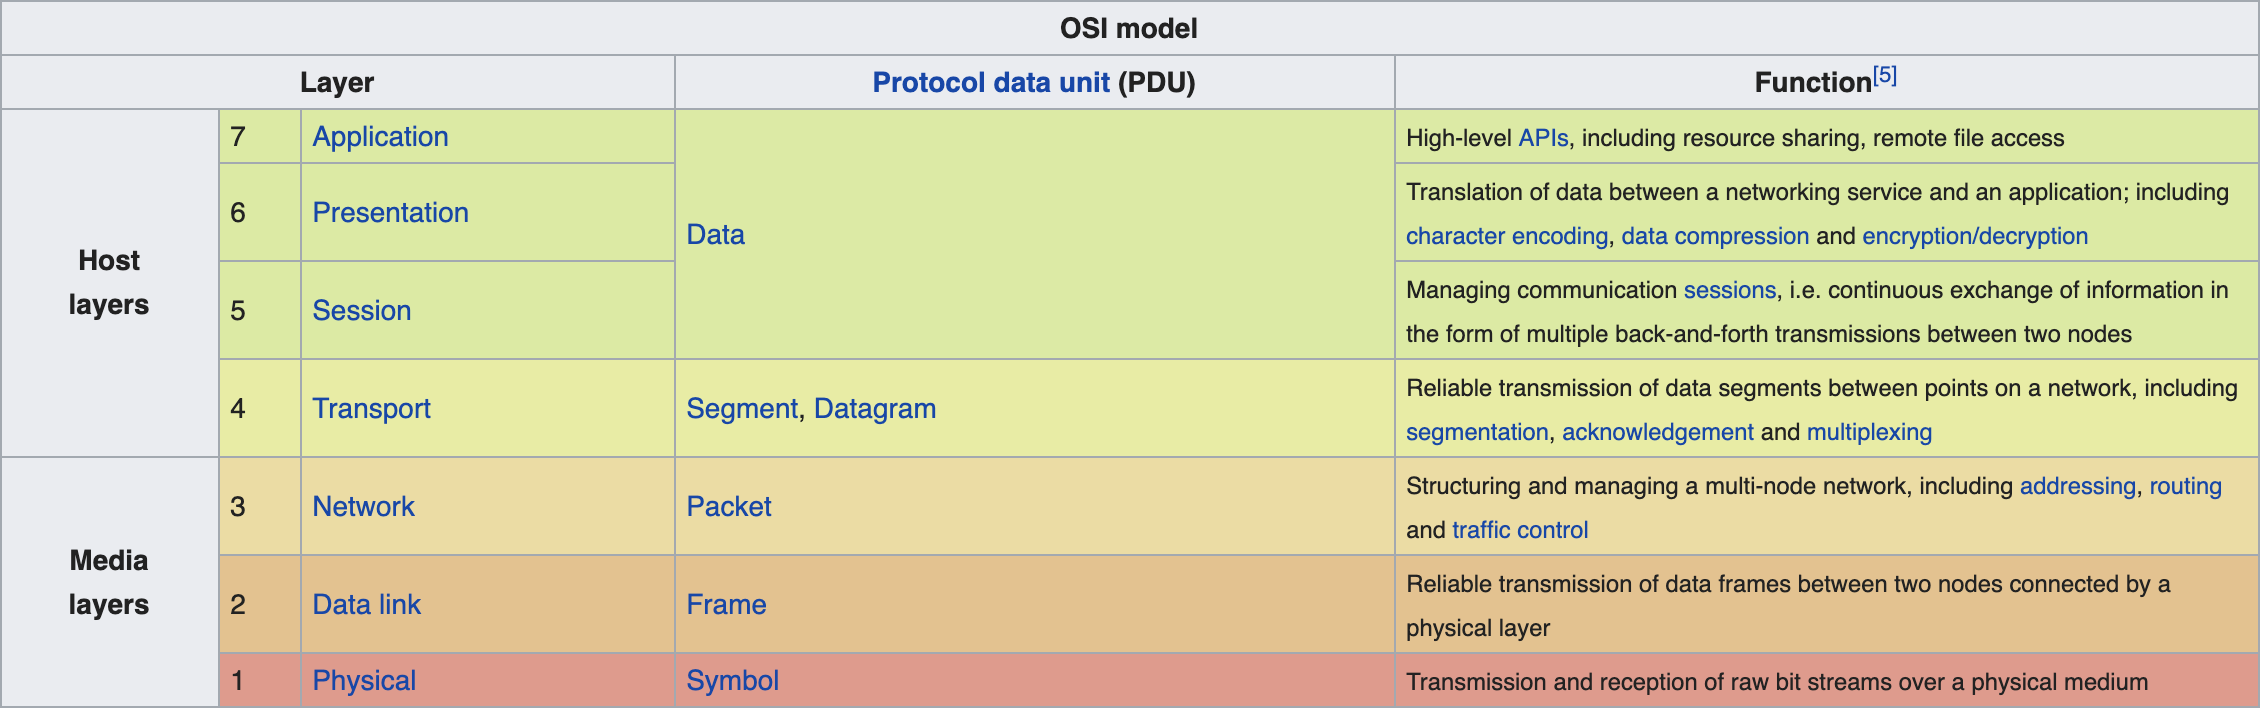 OSI model
Layer
Protocol data unit (PDU)
Function[5]
Host
layers
7
Application
Data
High-level APIs, including resource sharing, remote file access
6
Presentation
Translation of data between a networking service and an application; including
character encoding, data compression and encryption/decryption
5
Session
Managing communication sessions, i.e. continuous exchange of information in
the form of multiple back-and-forth transmissions between two nodes
4
Transport
Segment, Datagram
Reliable transmission of data segments between points on a network, including
segmentation, acknowledgement and multiplexing
Media
layers
3
Network
Packet
Structuring and managing a multi-node network, including addressing, routing
and traffic control
2
Data link
Frame
Reliable transmission of data frames between two nodes connected by a
physical layer
1
Physical
Symbol
Transmission and reception of raw bit streams over a physical medium